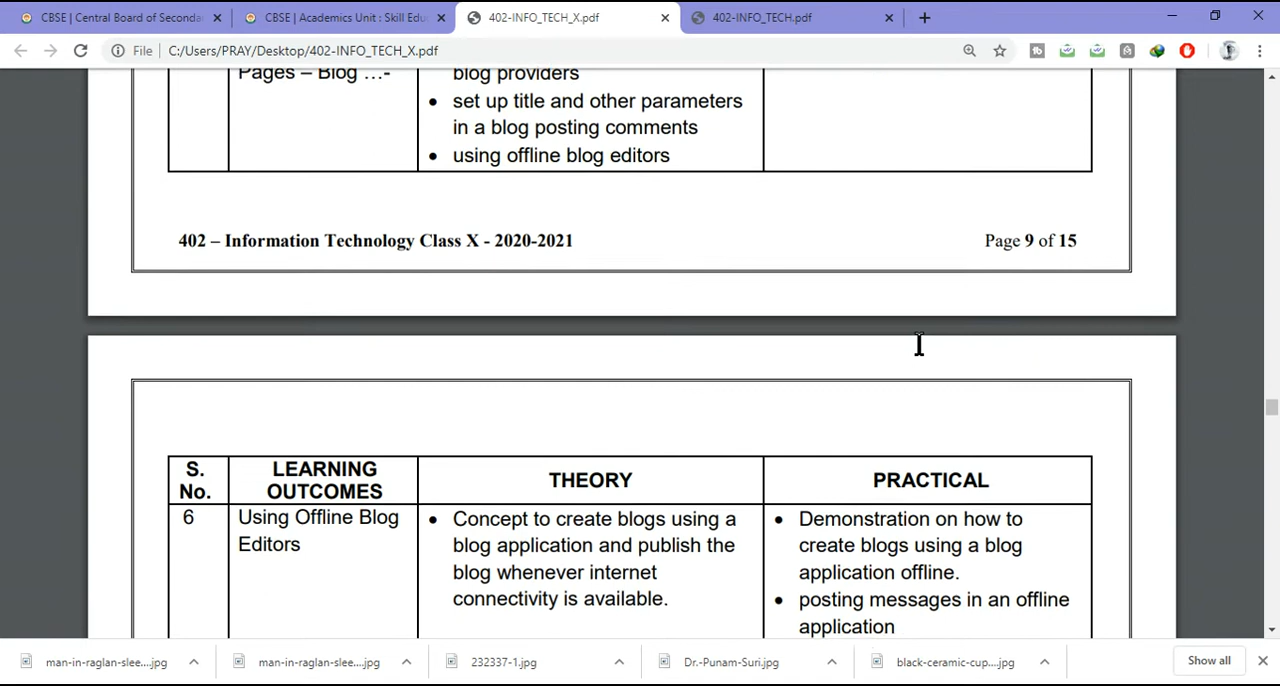 CBSE | Central Board of Seconda
CBSE | Academics Unit : Skill Edu
402-INFO_TECH_X.pdf
402-INFO_TECH.pdf
File
C:/Users/PRAY/Desktop/402-INFO_TECH_X.pdf
Pages – Blog …-
blog providers
• set up title and other parameters
in a blog posting comments
• using offline blog editors
402 – Information Technology Class X - 2020-2021
Page 9 of 15
S.
No.
LEARNING
OUTCOMES
THEORY
PRACTICAL
6
Using Offline Blog
Editors
• Concept to create blogs using a
blog application and publish the
blog whenever internet
connectivity is available.
• Demonstration on how to
create blogs using a blog
application offline.
• posting messages in an offline
application
man-in-raglan-slee....jpg
man-in-raglan-slee....jpg
232337-1.jpg
Dr.-Punam-Suri.jpg
black-ceramic-cup....jpg
Show all